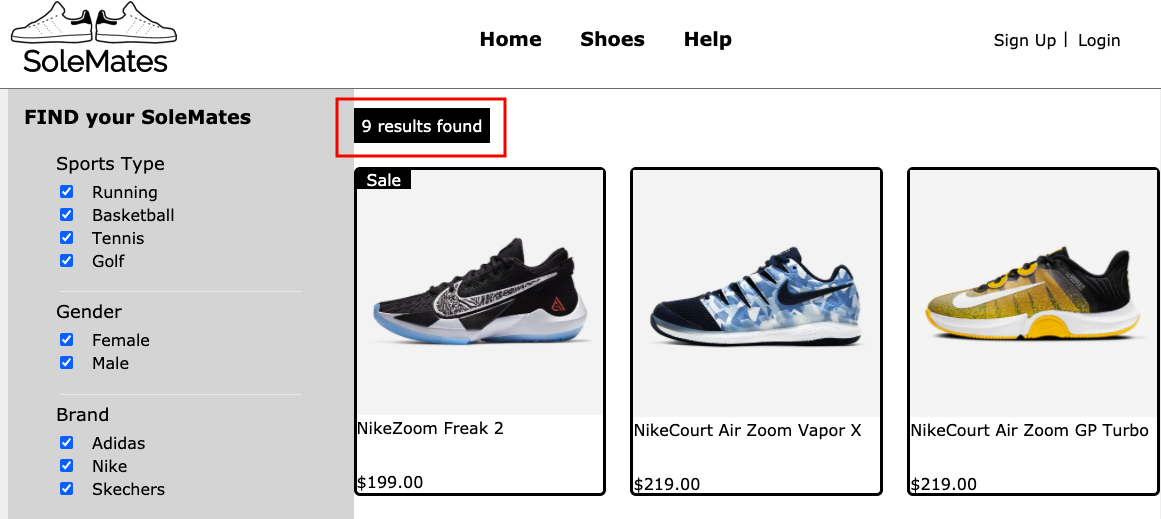 SoleMates
Home Shoes Help
Sign Up | Login
FIND your SoleMates
Sports Type
Running
Basketball
Tennis
Golf
Gender
Female
Male
Brand
Adidas
Nike
Skechers
9 results found
Sale
NikeZoom Freak 2
$199.00
NikeCourt Air Zoom Vapor X
$219.00
NikeCourt Air Zoom GP Turbo
$219.00